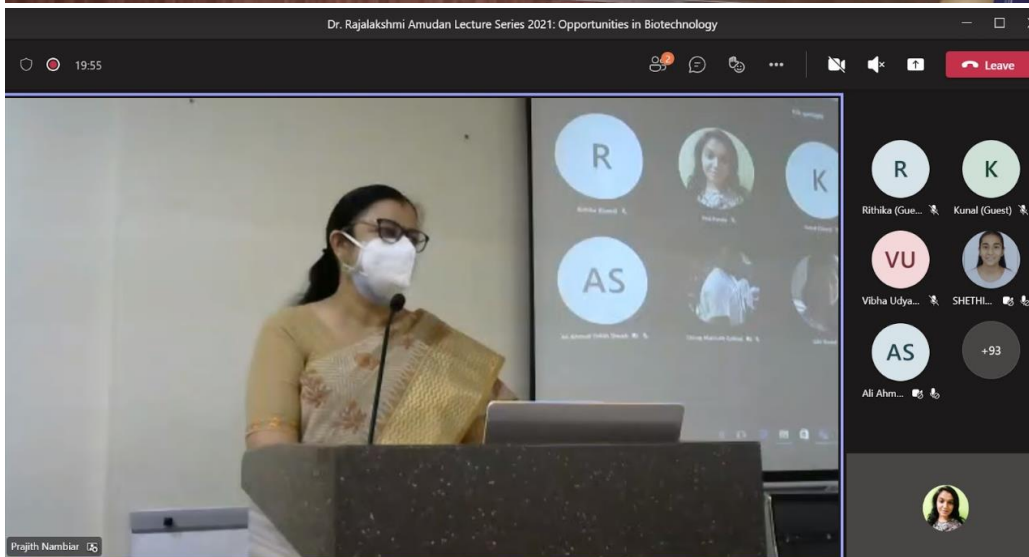 Dr. Rajalakshmi Amudan Lecture Series 2021: Opportunities in Biotechnology
19:55
2
Leave
R
K
AS
R
K
Rithika (Gue...
Kunal (Guest)
VU
Vibha Udya...
SHETHI...
AS
+93
Ali Ahm...
Prajith Nambiar